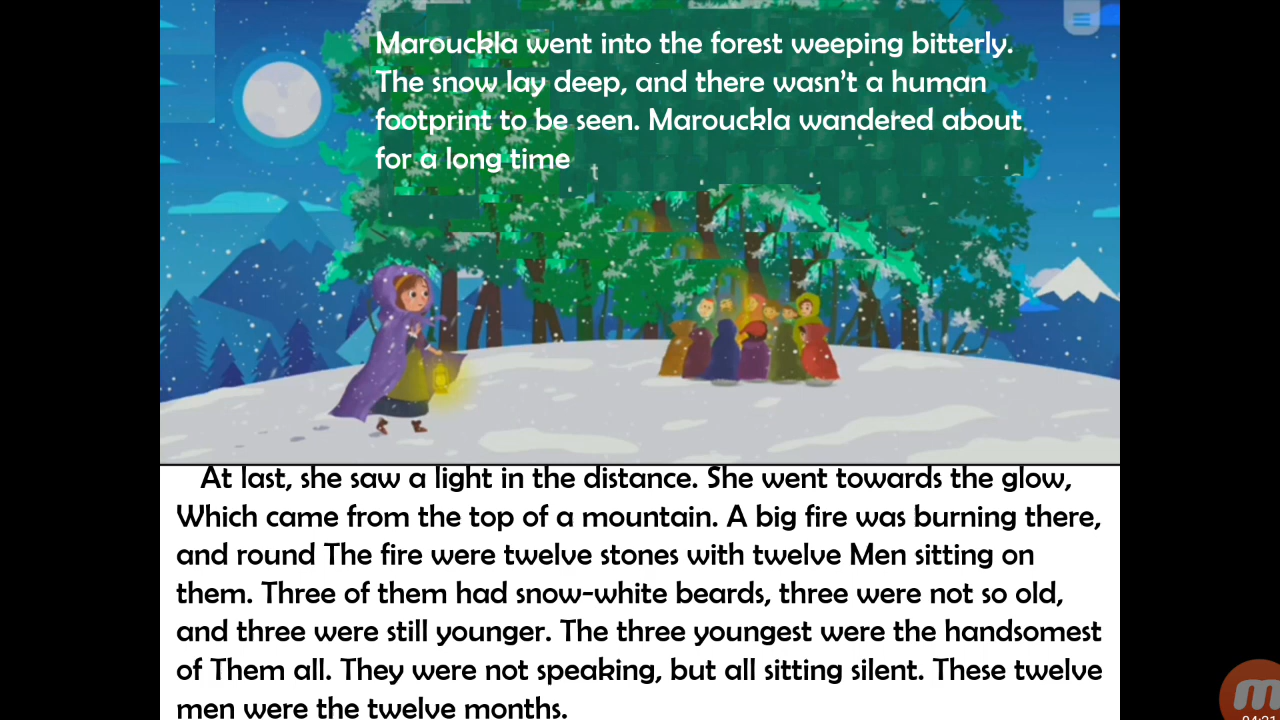 Marouckla went into the forest weeping bitterly.
The snow lay deep, and there wasn't a human
footprint to be seen. Marouckla wandered about
for a long time
At last, she saw a light in the distance. She went towards the glow,
Which came from the top of a mountain. A big fire was burning there,
and round The fire were twelve stones with twelve Men sitting on
them. Three of them had snow-white beards, three were not so old,
and three were still younger. The three youngest were the handsomest
of Them all. They were not speaking, but all sitting silent. These twelve
men were the twelve months.